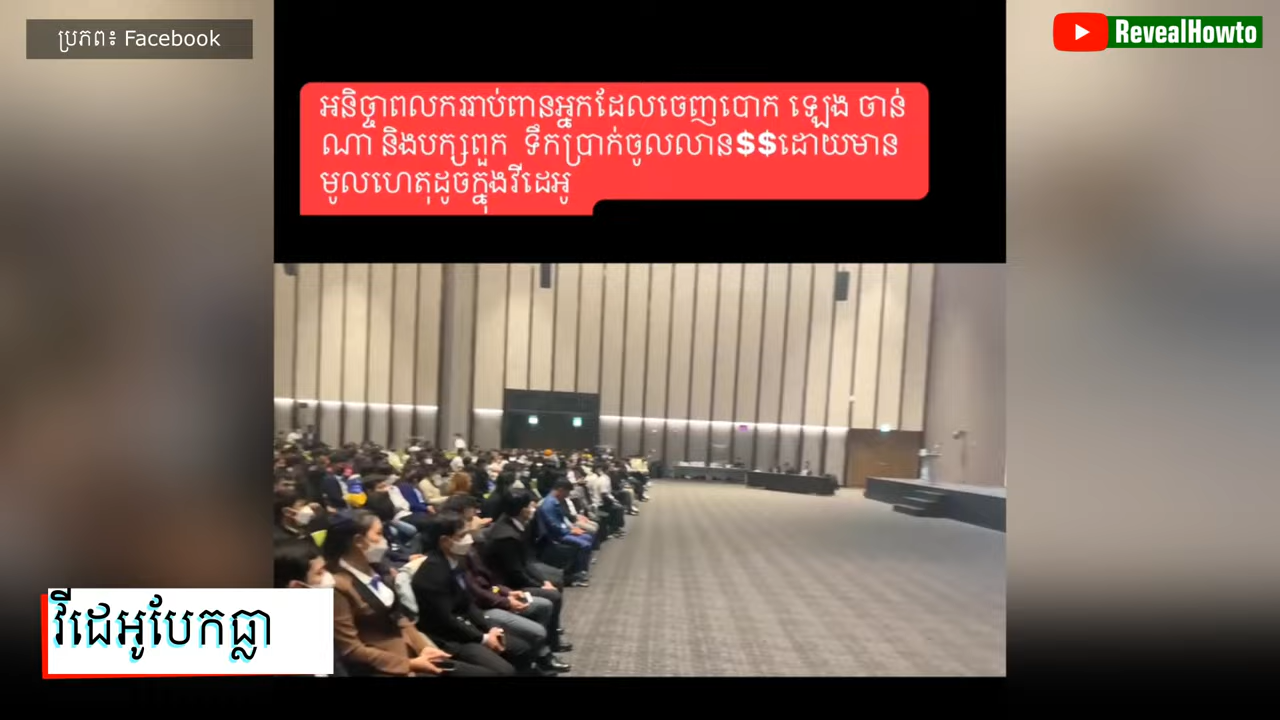 ប្រភព៖ Facebook
RevealHowto
អនិច្ចាពលករាប់ពានអ្នកដែលចេញបោក ឡេង ចាន់
ណា និងបក្សពួក ទឹកប្រាក់ចូលលាន$$ដោយមាន
មូលហេតុដូចក្នុងវីដេអូ
វីដេអូបែកធ្លា